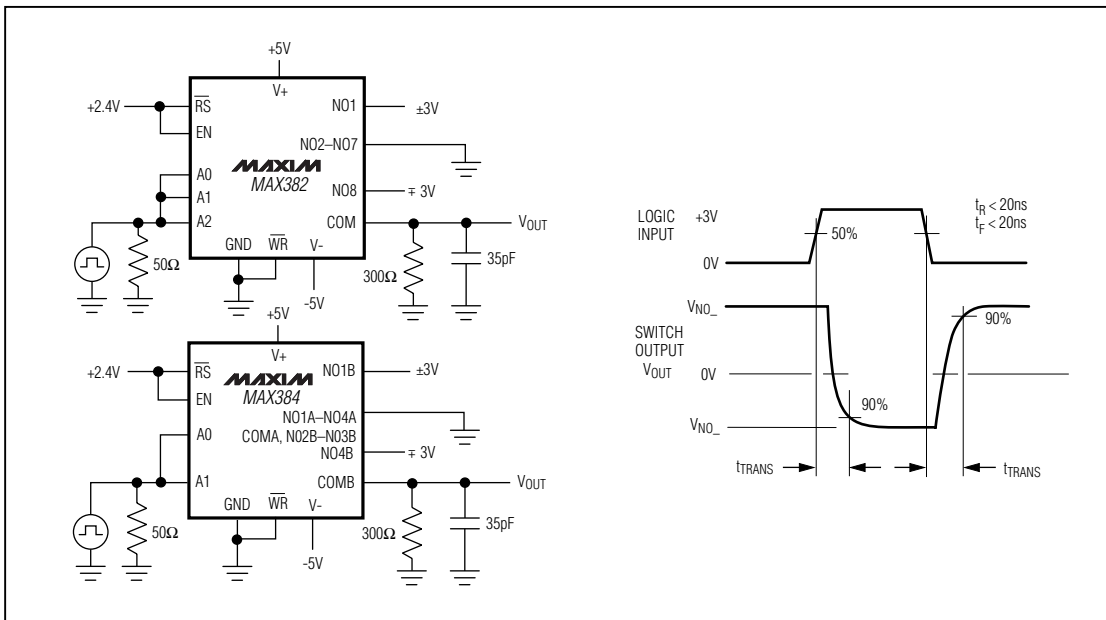 +5V
V+
+2.4V
RS
NO1
±3V
EN
NO2–NO7
MAXIM
MAX382
A0
A1
NO8
∓ 3V
A2
COM
VOUT
GND
WR
V-
50Ω
300Ω
35pF
-5V
+5V
V+
+2.4V
RS
MAXIM
NO1B
±3V
EN
MAX384
NO1A–NO4A
A0
COMA, N02B–N03B
NO4B
∓ 3V
A1
COMB
VOUT
GND
WR
V-
50Ω
300Ω
35pF
-5V
LOGIC
INPUT
+3V
50%
0V
tR < 20ns
tF < 20ns
VNO_
SWITCH
OUTPUT
VOUT
0V
90%
90%
VNO_
tTRANS
tTRANS